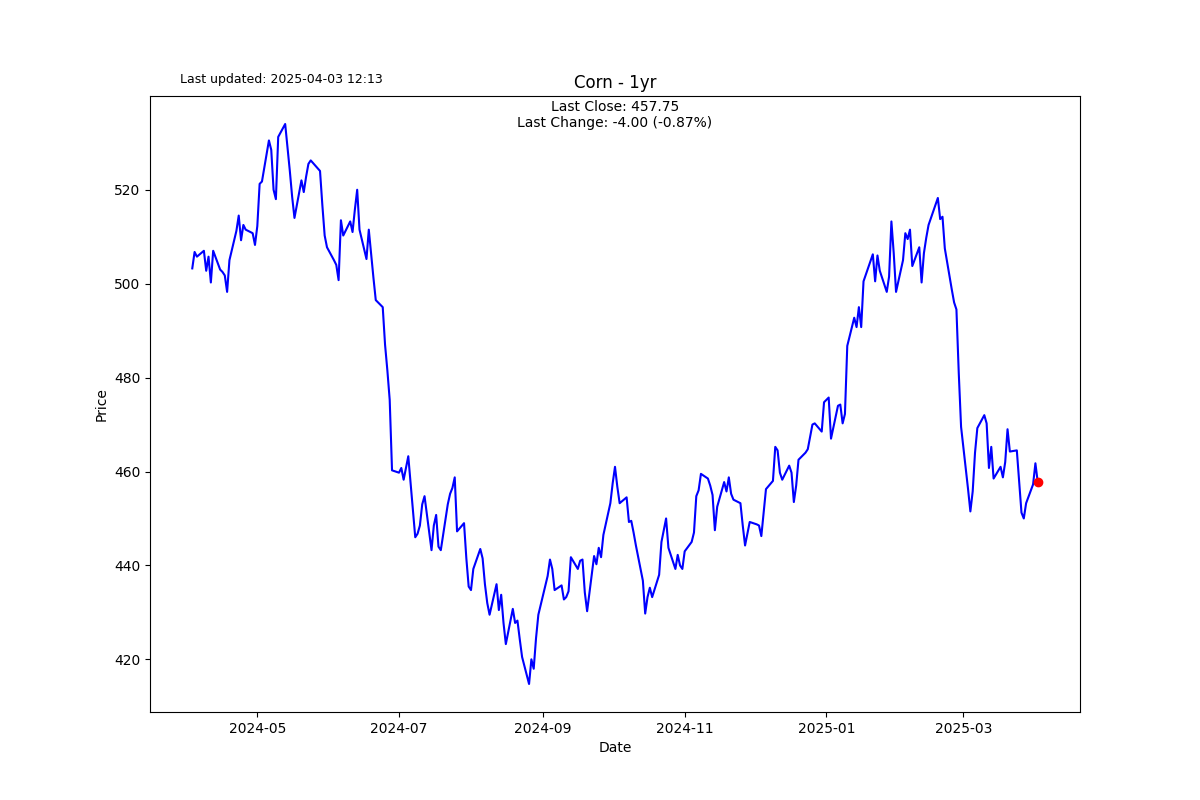 Last updated: 2025-04-03 12:13
Corn - 1yr
Last Close: 457.75
Last Change: -4.00 (-0.87%)
Price
520
500
480
460
440
420
2024-05
2024-07
2024-09
2024-11
2025-01
2025-03
Date